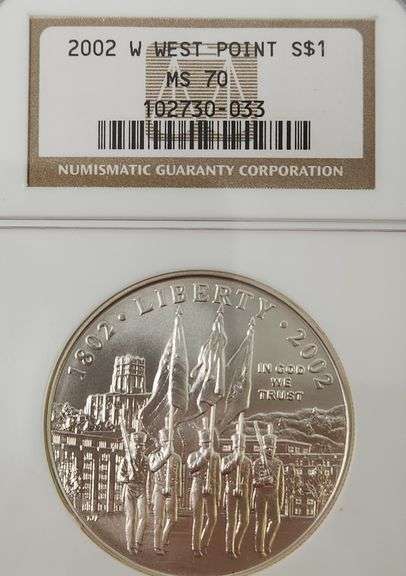 2002 W WEST POINT S$1
MS 70
102730-033
NUMISMATIC GUARANTY CORPORATION
1802 · LIBERTY · 2002
IN GOD
WE
TRUST